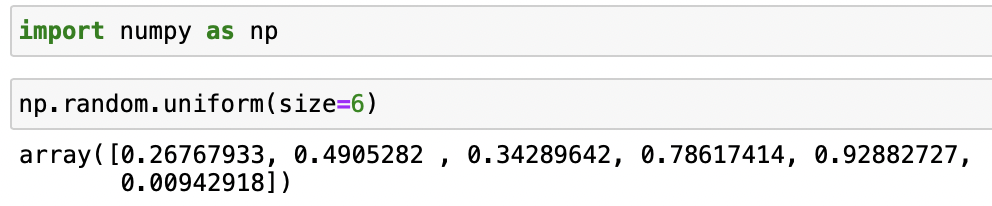 import numpy as np
np.random.uniform(size=6)
array([0.26767933, 0.4905282 , 0.34289642, 0.78617414, 0.92882727,
0.00942918])